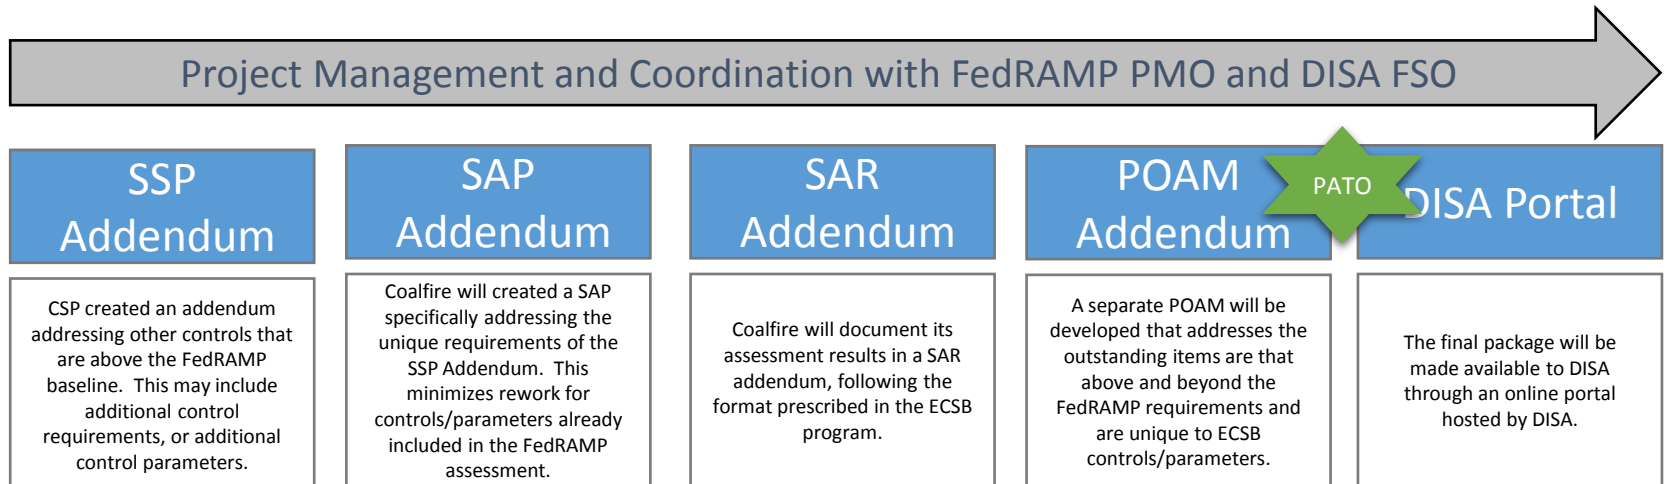 Project Management and Coordination with FedRAMP PMO and DISA FSO
SSP
Addendum
CSP created an addendum
addressing other controls that
are above the FedRAMP
baseline.  This may include
additional control
requirements, or additional
control parameters.
SAP
Addendum
Coalfire will created a SAP
specifically addressing the
unique requirements of the
SSP Addendum.  This
minimizes rework for
controls/parameters already
included in the FedRAMP
assessment.
SAR
Addendum
Coalfire will document its
assessment results in a SAR
addendum, following the
format prescribed in the ECSB
program.
POAM
Addendum
A separate POAM will be
developed that addresses the
outstanding items are that
above and beyond the
FedRAMP requirements and
are unique to ECSB
controls/parameters.
PATO
DISA Portal
The final package will be
made available to DISA
through an online portal
hosted by DISA.